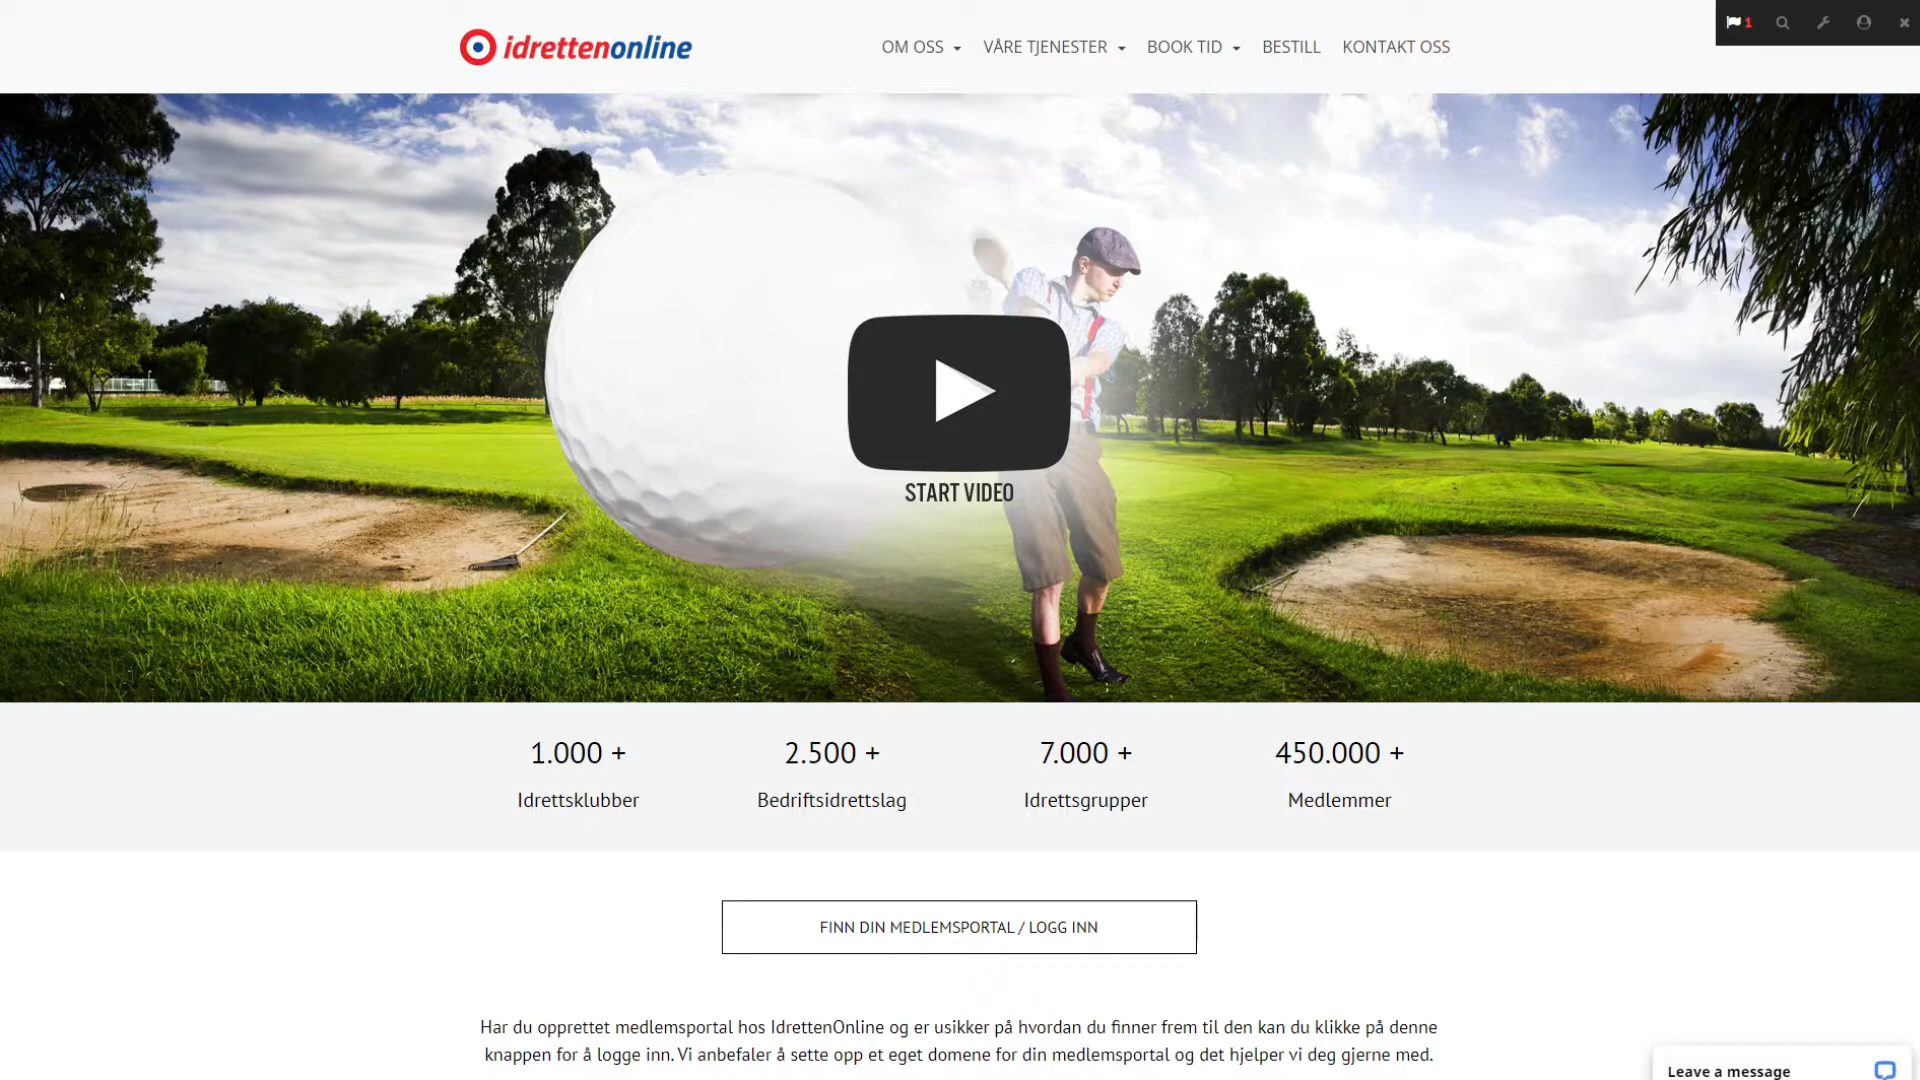 idrettenonline
OM OSS
VÅRE TJENESTER
BOOK TID
BESTILL
KONTAKT OSS
1
START VIDEO
1.000 +
Idrettsklubber
2.500 +
Bedriftsidrettslag
7.000 +
Idrettsgrupper
450.000 +
Medlemmer
FINN DIN MEDLEMSPORTAL / LOGG INN
Har du opprettet medlemsportal hos IdrettenOnline og er usikker på hvordan du finner frem til den kan du klikke på denne
knappen for å logge inn. Vi anbefaler å sette opp et eget domene for din medlemsportal og det hjelper vi deg gjerne med.
Leave a message